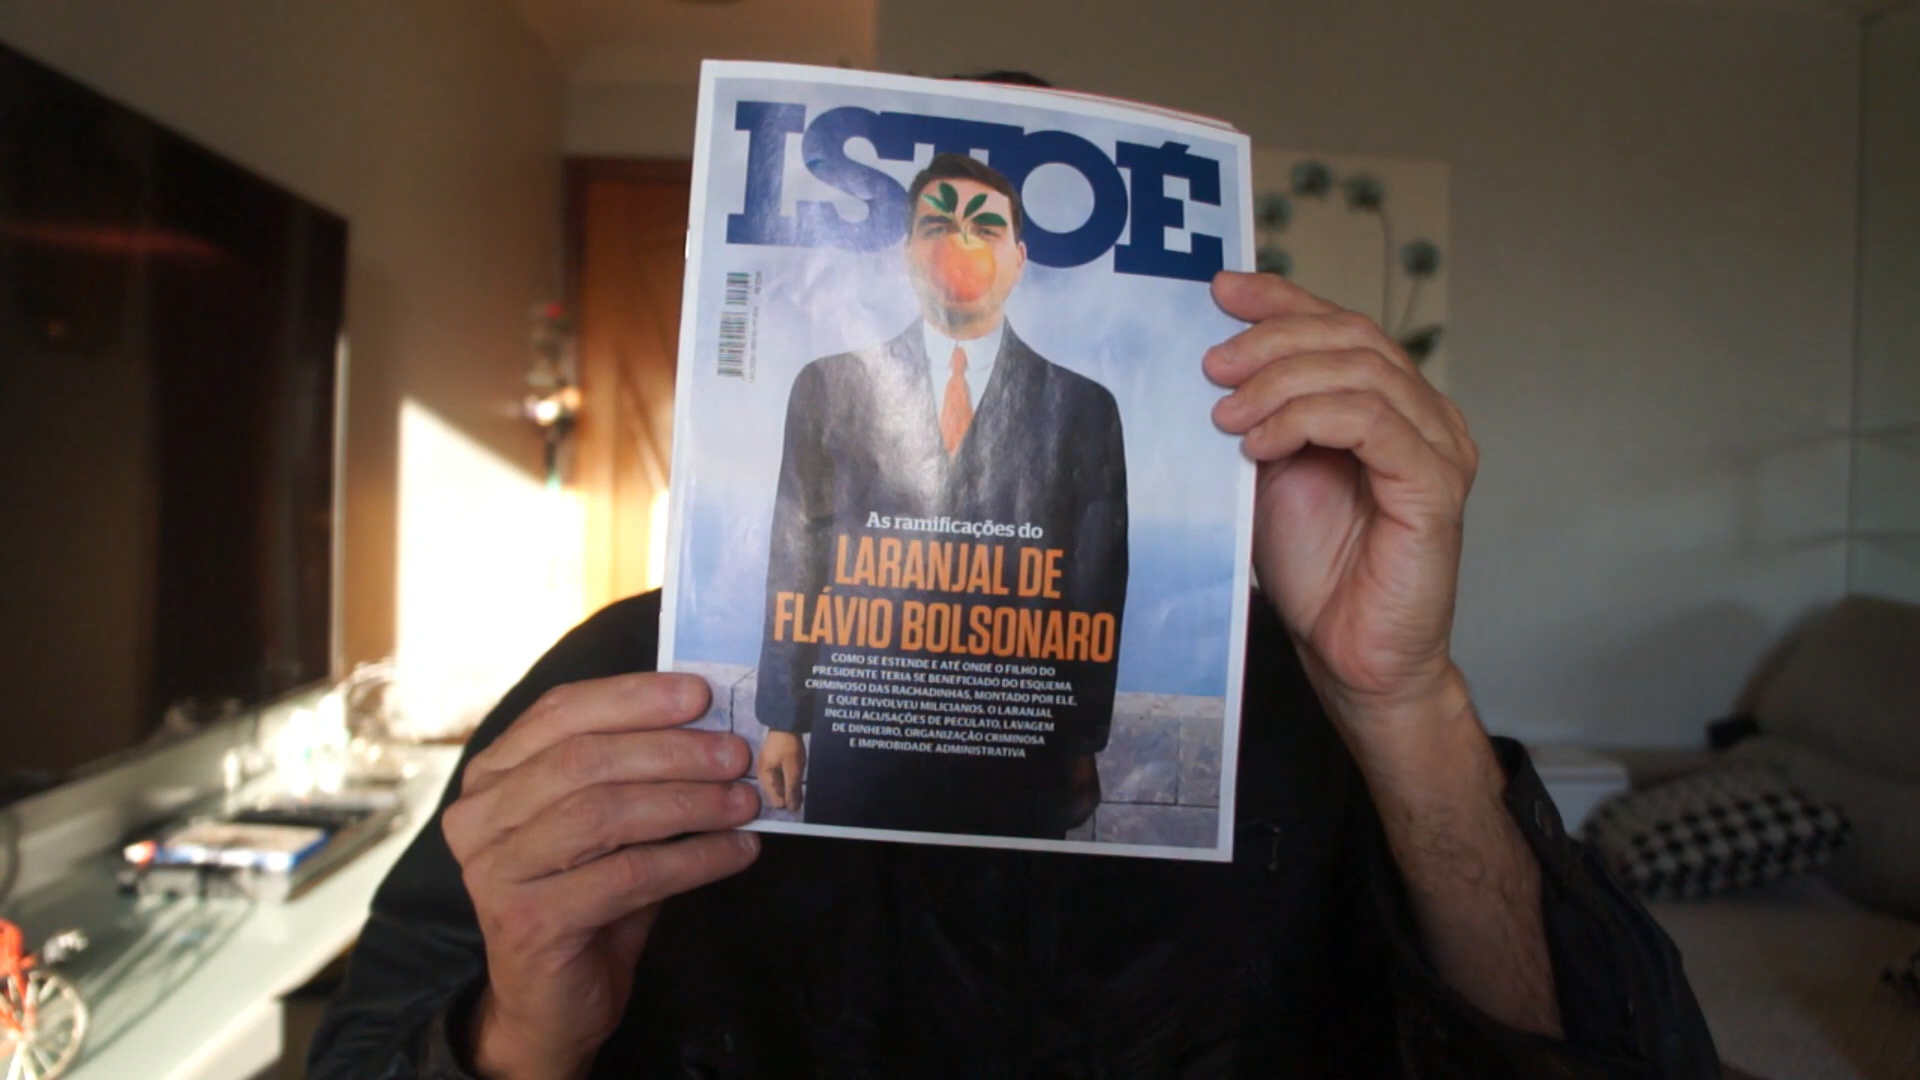 ISTOÉ
As ramificações do
LARANJAL DE
FLÁVIO BOLSONARO
COMO SE ESTENDE E ATÉ ONDE O FILHO DO
PRESIDENTE TERIA SE BENEFICIADO DO ESQUEMA
CRIMINOSO DAS RACHADINHAS, MONTADO POR ELE,
E QUE ENVOLVEU MILICIANOS. O LARANJAL
INCLUI ACUSAÇÕES DE PECULATO, LAVAGEM
DE DINHEIRO, ORGANIZAÇÃO CRIMINOSA
E IMPROBIDADE ADMINISTRATIVA